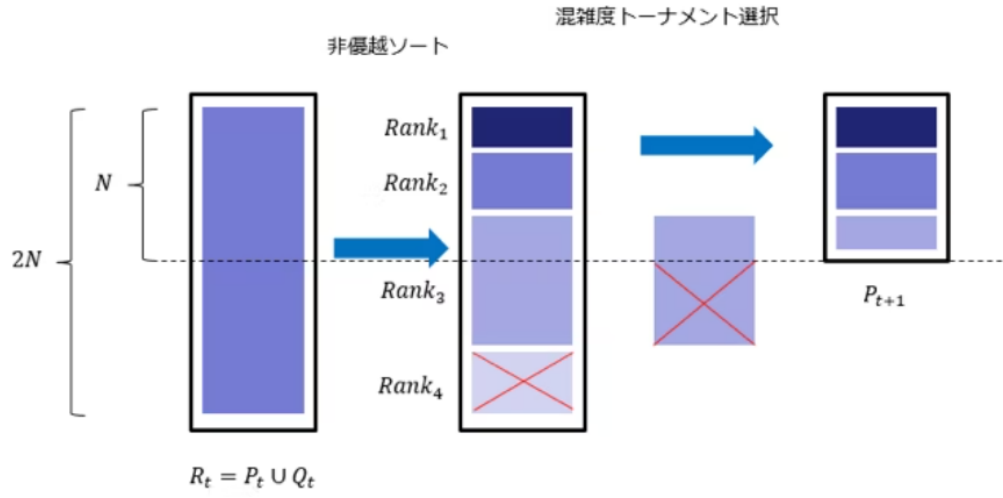 混雑度トーナメント選択
非優越ソート
Rank₁
N
Rank₂
2N
Rank₃
P_{t+1}
Rank₄
R_t = P_t ∪ Q_t